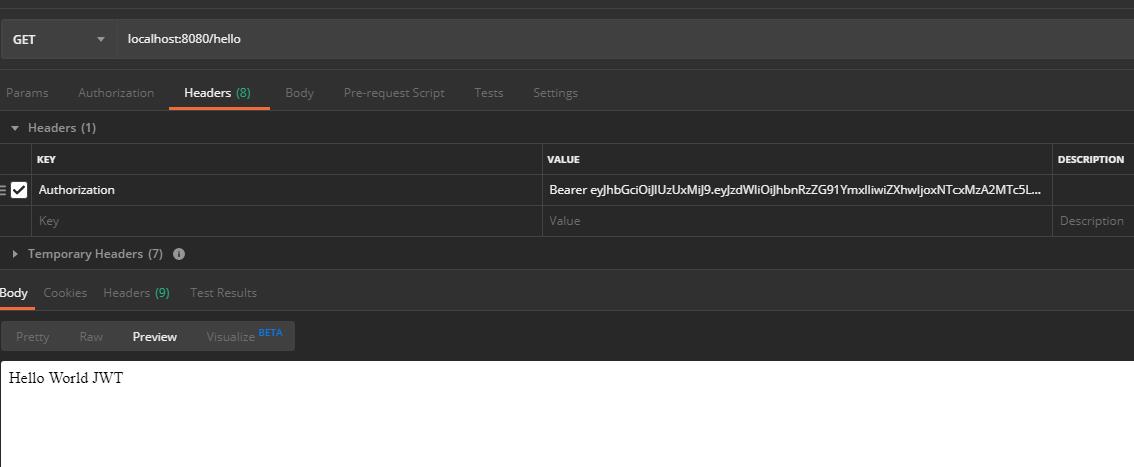 GET localhost:8080/hello
Params Authorization Headers (8) Body Pre-request Script Tests Settings
Headers (1)
KEY VALUE DESCRIPTION
Authorization Bearer eyJhbGciOiJIUzUxMiJ9.eyJzdWIiOiJhbnRzZG91YmxlIiwiZXhwIjoxNTcxMzA2MTc5L...
Key Value Description
Temporary Headers (7) i
Body Cookies Headers (9) Test Results
Pretty Raw Preview Visualize BETA
Hello World JWT